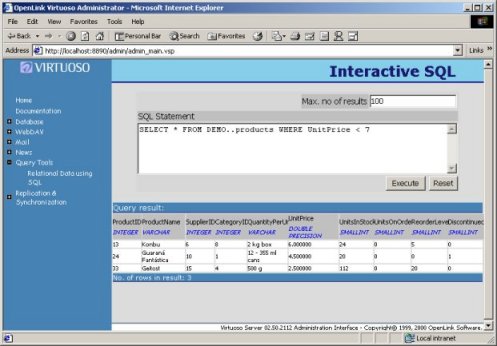 OpenLink Virtuoso Administrator - Microsoft Internet Explorer
File Edit View Favorites Tools Help
Back Personal Bar Search Favorites
Address http://localhost:8890/admin/admin_main.vsp Links »
VIRTUOSO
Interactive SQL
Home
Documentation
Database
WebDAV
Mail
News
Query Tools
Relational Data using
SQL
Replication &
Synchronization
Max. no of results 100
SQL Statement
SELECT * FROM DEMO..products WHERE UnitPrice < 7
Execute Reset
Query result:
ProductID ProductName SupplierID CategoryID QuantityPerU UnitPrice UnitsInStock UnitsOnOrde ReorderLeve Discontinued
INTEGER VARCHAR INTEGER INTEGER VARCHAR DOUBLE PRECISION SMALLINT SMALLINT SMALLINT SMALLINT
13 Konbu 6 8 2 kg box 6.000000 24 0 5 0
24 Guaraná Fantástica 10 1 12 - 355 ml cans 4.500000 20 0 0 1
33 Geitost 15 4 500 g 2.500000 112 0 20 0
No. of rows in result: 3
Virtuoso Server 02.50.2112 Administration Interface - Copyright© 1999, 2000 OpenLink Software.
Local intranet